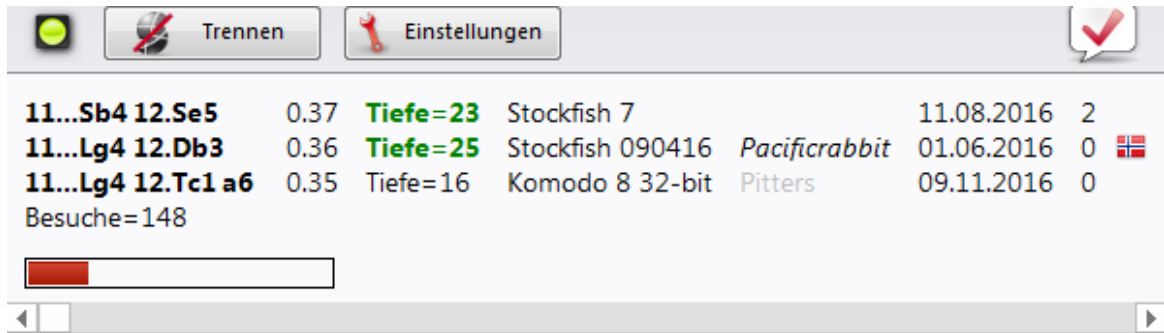 Trennen Einstellungen
11...Sb4 12.Se5 0.37 Tiefe=23 Stockfish 7 11.08.2016 2
11...Lg4 12.Db3 0.36 Tiefe=25 Stockfish 090416 Pacificrabbit 01.06.2016 0
11...Lg4 12.Tc1 a6 0.35 Tiefe=16 Komodo 8 32-bit Pitters 09.11.2016 0
Besuche=148